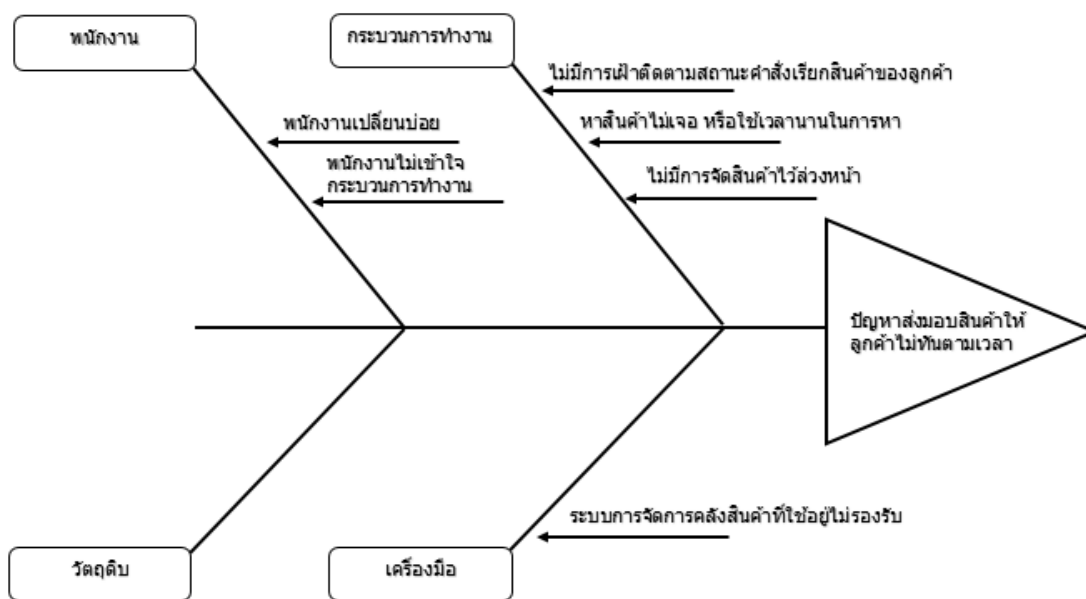 พนักงาน
กระบวนการทำงาน
ไม่มีการเฝ้าติดตามสถานะคำสั่งเรียกสินค้าของลูกค้า
พนักงานเปลี่ยนบ่อย
หาสินค้าไม่เจอ หรือใช้เวลานานในการหา
พนักงานไม่เข้าใจ
กระบวนการทำงาน
ไม่มีการจัดสินค้าไว้ล่วงหน้า
ปัญหาส่งมอบสินค้าให้
ลูกค้าไม่ทันตามเวลา
ระบบการจัดการคลังสินค้าที่ใช้อยู่ไม่รองรับ
วัตถุดิบ
เครื่องมือ